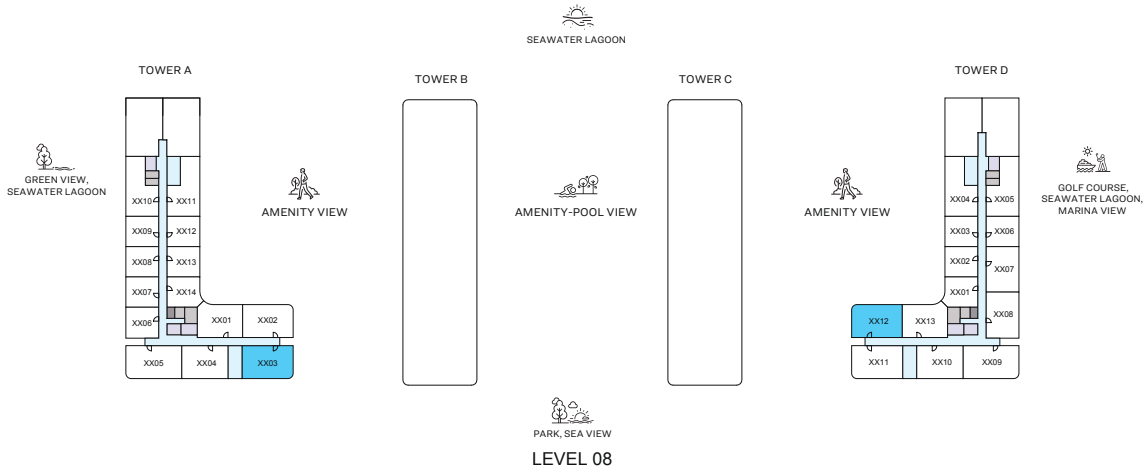 SEAWATER LAGOON
TOWER A
TOWER B
TOWER C
TOWER D
GREEN VIEW,
SEAWATER LAGOON
AMENITY VIEW
AMENITY-POOL VIEW
AMENITY VIEW
GOLF COURSE,
SEAWATER LAGOON,
MARINA VIEW
XX10 XX11
XX09 XX12
XX08 XX13
XX07 XX14
XX06 XX01 XX02
XX05 XX04 XX03
XX04 XX05
XX03 XX06
XX02 XX07
XX01 XX08
XX12 XX13
XX11 XX10 XX09
PARK, SEA VIEW
LEVEL 08